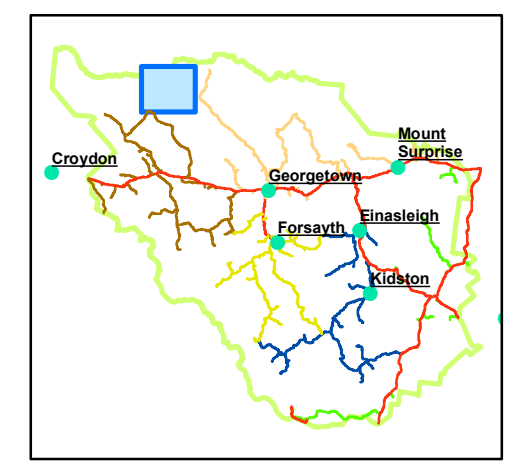 Mount
Surprise
Croydon
Georgetown
Einasleigh
Forsayth
Kidston